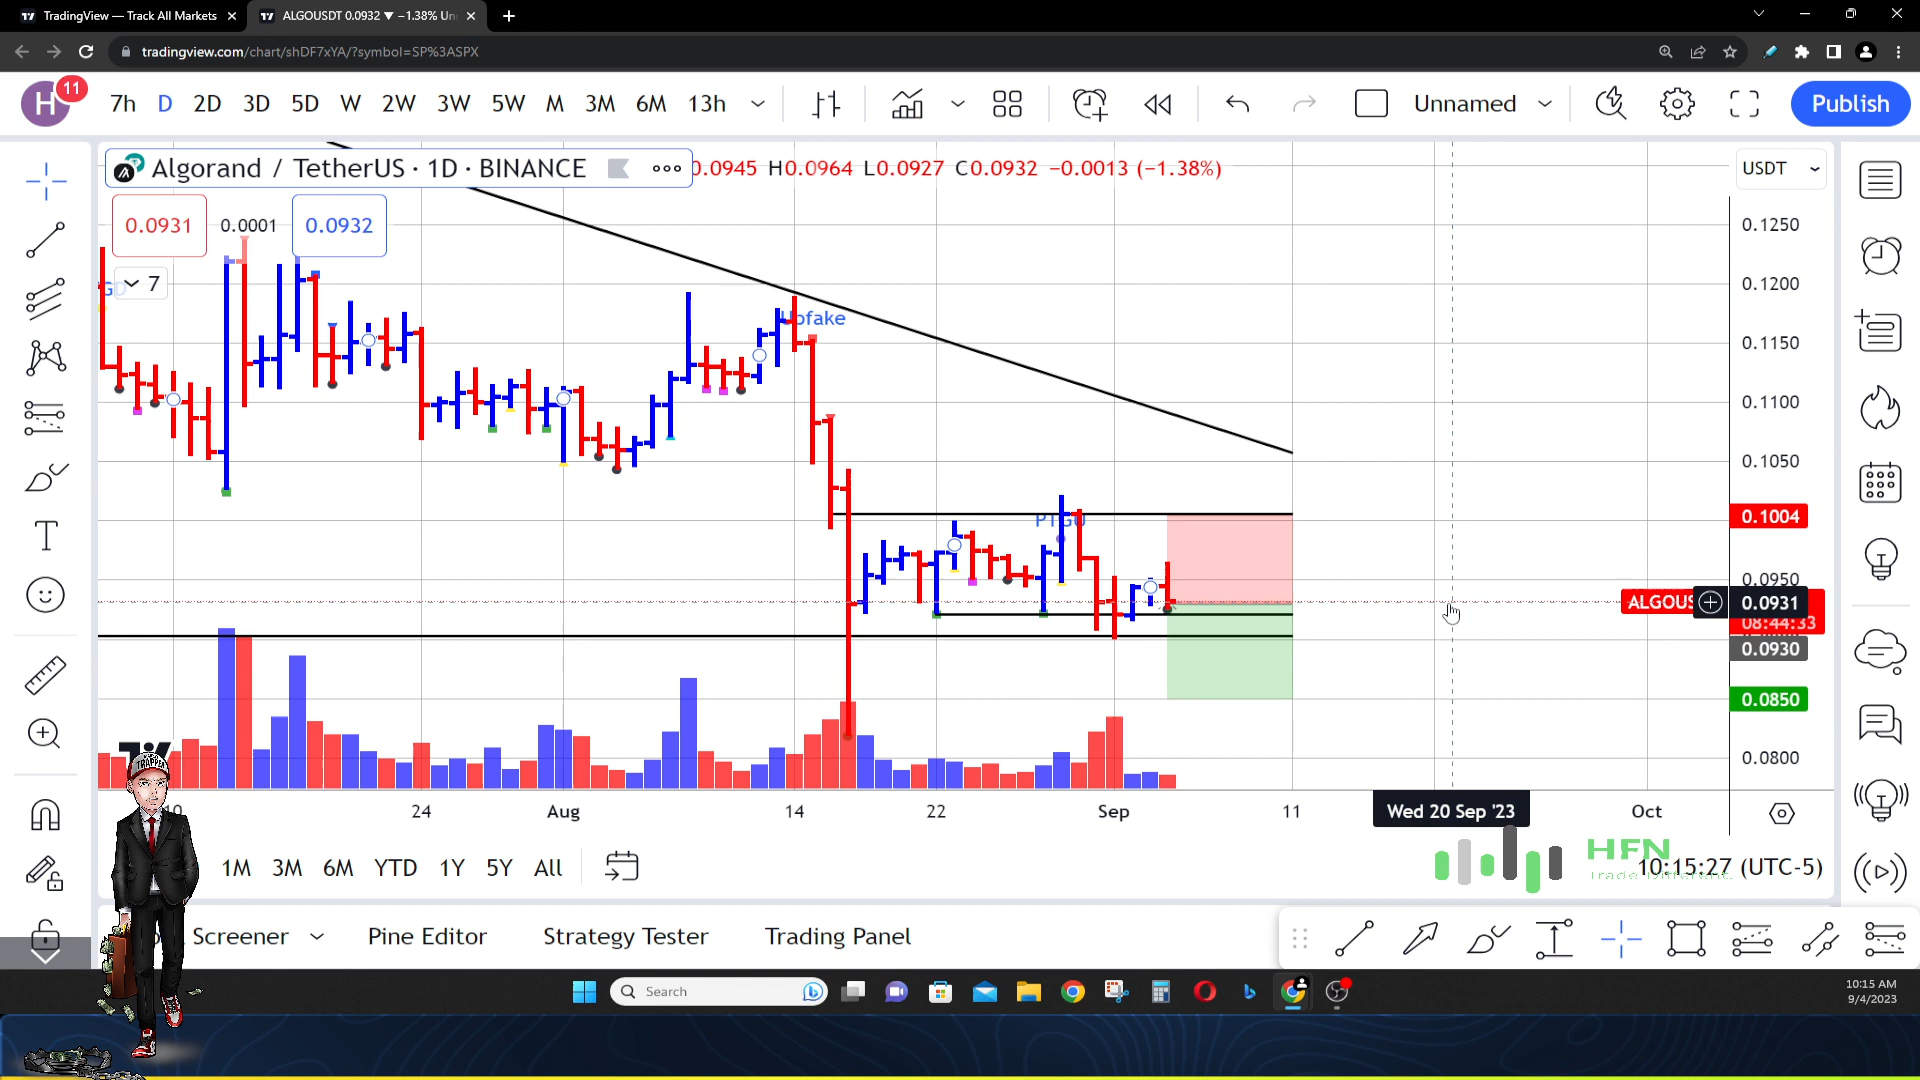 TradingView — Track All Markets
ALGOUSDT 0.0932 ▼ −1.38% Un
tradingview.com/chart/shDF7xYA/?symbol=SP%3ASPX
H
11
7h D 2D 3D 5D W 2W 3W 5W M 3M 6M 13h
Unnamed
Publish
Algorand / TetherUS · 1D · BINANCE
0.0945 H0.0964 L0.0927 C0.0932 −0.0013 (−1.38%)
USDT
0.0931 0.0001 0.0932
7
Upfake
PTGU
0.1250
0.1200
0.1150
0.1100
0.1050
0.1004
0.0950
ALGOUS
0.0931
08:44:33
0.0930
0.0850
0.0800
24 Aug 14 22 Sep 11 Wed 20 Sep '23 Oct
TRAPPER
1M 3M 6M YTD 1Y 5Y All
HFN
Trade Different.
10:15:27 (UTC-5)
Screener Pine Editor Strategy Tester Trading Panel
Search
10:15 AM
9/4/2023